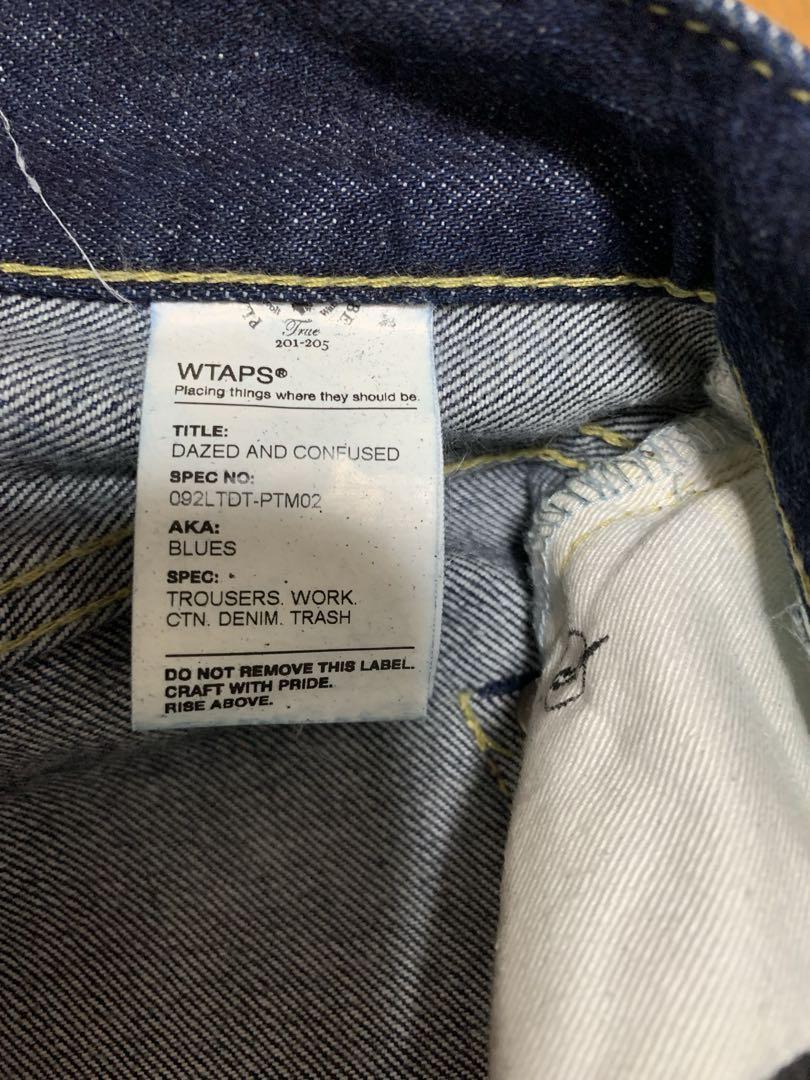 True
201-205
WTAPS®
Placing things where they should be.
TITLE:
DAZED AND CONFUSED
SPEC NO:
092LTDT-PTM02
AKA:
BLUES
SPEC:
TROUSERS. WORK.
CTN. DENIM. TRASH
DO NOT REMOVE THIS LABEL.
CRAFT WITH PRIDE.
RISE ABOVE.